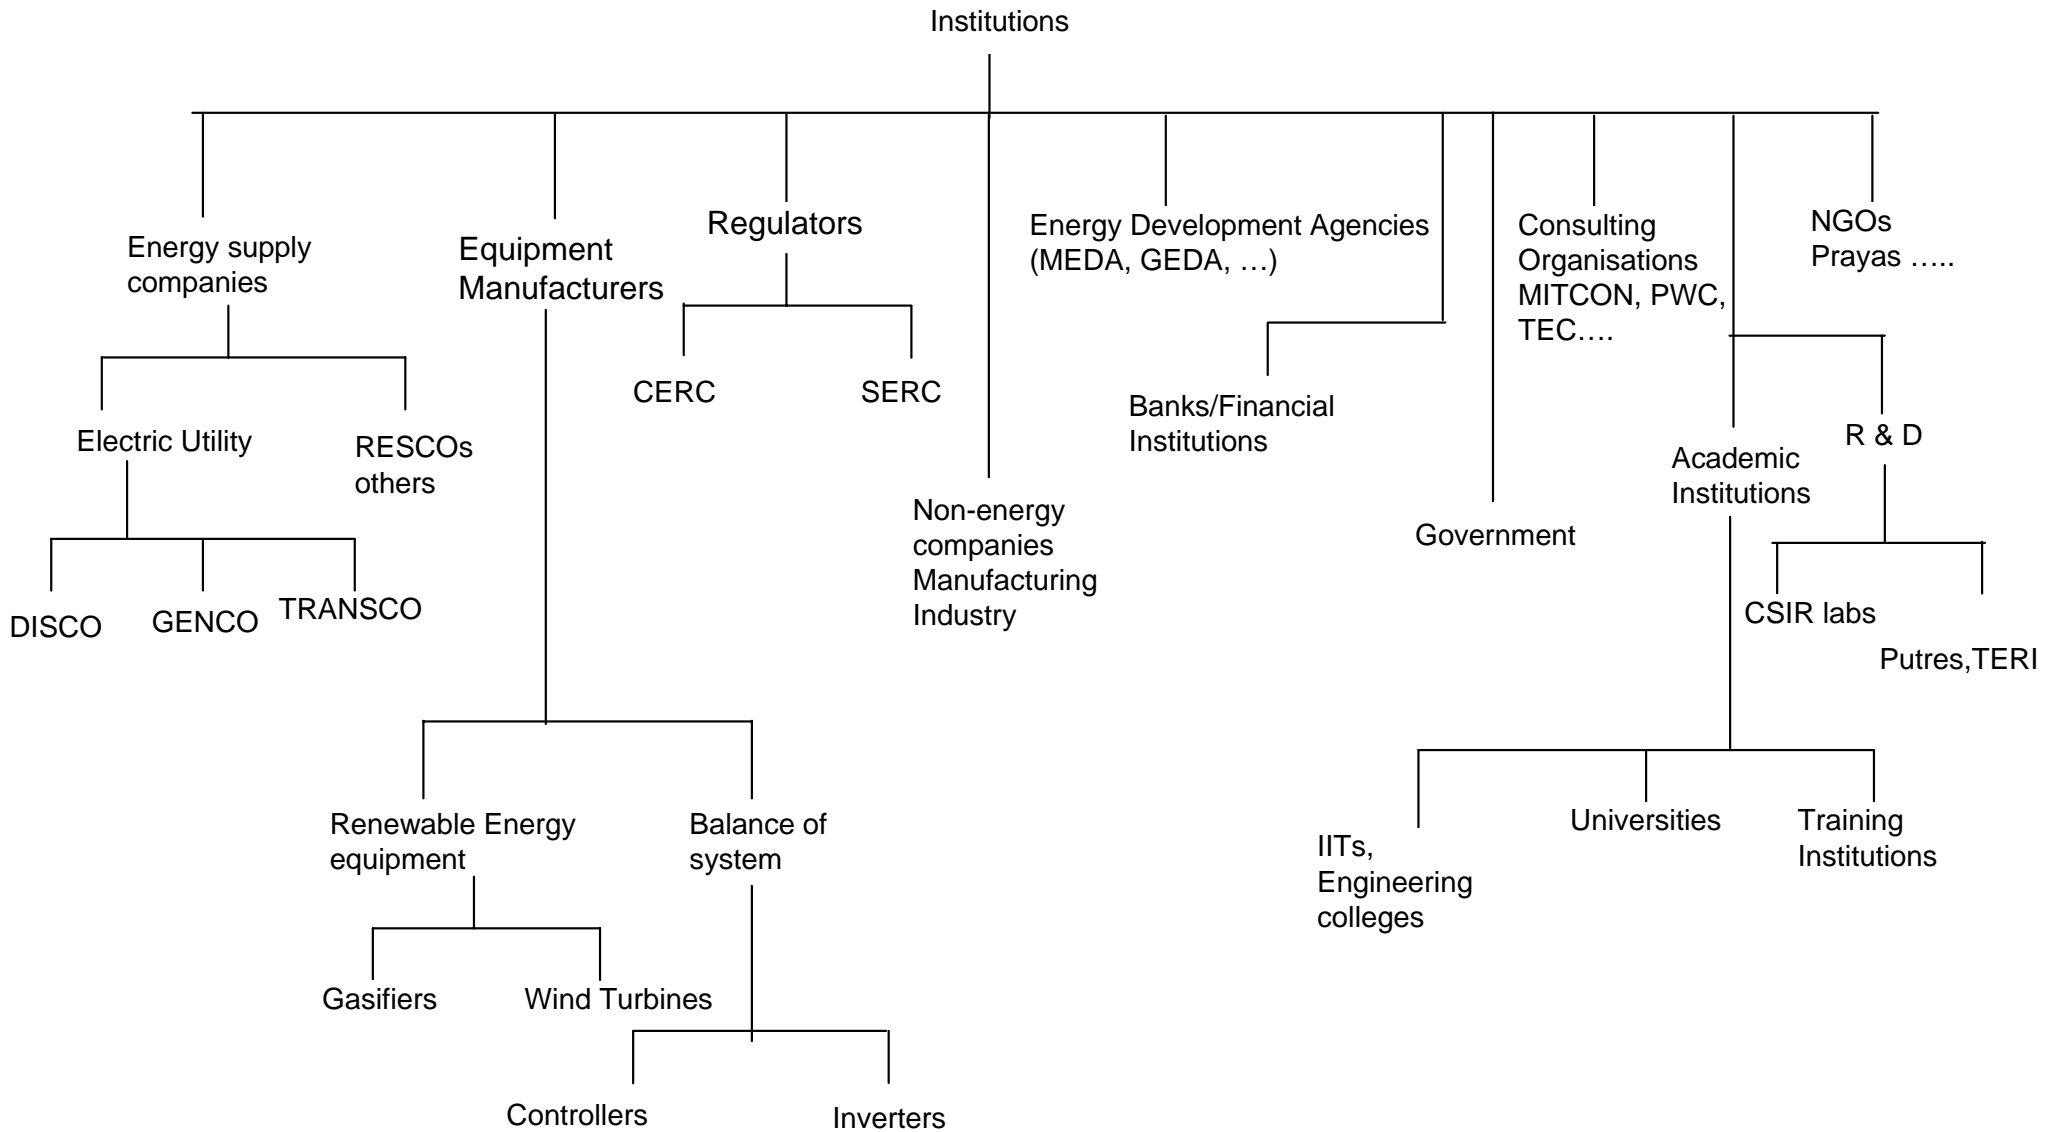 Institutions
Energy supply
companies
Equipment
Manufacturers
Regulators
Energy Development Agencies
(MEDA, GEDA, …)
Consulting
Organisations
MITCON, PWC,
TEC….
NGOs
Prayas …..
CERC
SERC
Banks/Financial
Institutions
Electric Utility
RESCOs
others
R & D
Academic
Institutions
Non-energy
companies
Manufacturing
Industry
Government
DISCO
GENCO
TRANSCO
CSIR labs
Putres,TERI
Renewable Energy
equipment
Balance of
system
IITs,
Engineering
colleges
Universities
Training
Institutions
Gasifiers
Wind Turbines
Controllers
Inverters